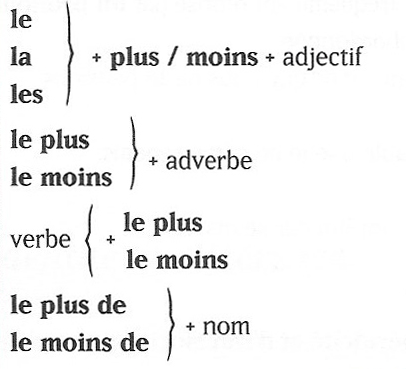 le
la + plus / moins + adjectif
les
le plus
le moins + adverbe
verbe + le plus
le moins
le plus de
le moins de + nom